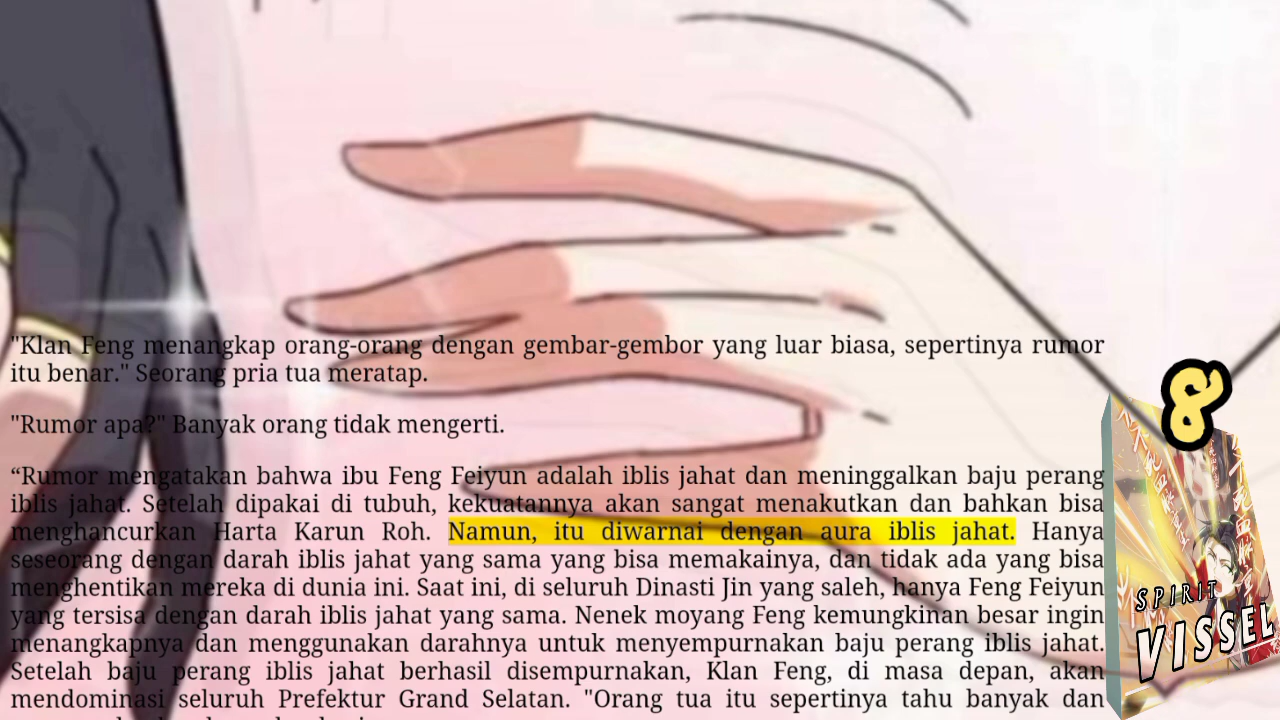 "Klan Feng menangkap orang-orang dengan gembar-gembor yang luar biasa, sepertinya rumor
itu benar." Seorang pria tua meratap.
"Rumor apa?" Banyak orang tidak mengerti.
“Rumor mengatakan bahwa ibu Feng Feiyun adalah iblis jahat dan meninggalkan baju perang
iblis jahat. Setelah dipakai di tubuh, kekuatannya akan sangat menakutkan dan bahkan bisa
menghancurkan Harta Karun Roh. Namun, itu diwarnai dengan aura iblis jahat. Hanya
seseorang dengan darah iblis jahat yang sama yang bisa memakainya, dan tidak ada yang bisa
menghentikan mereka di dunia ini. Saat ini, di seluruh Dinasti Jin yang saleh, hanya Feng Feiyun
yang tersisa dengan darah iblis jahat yang sama. Nenek moyang Feng kemungkinan besar ingin
menangkapnya dan menggunakan darahnya untuk menyempurnakan baju perang iblis jahat.
Setelah baju perang iblis jahat berhasil disempurnakan, Klan Feng, di masa depan, akan
mendominasi seluruh Prefektur Grand Selatan. "Orang tua itu sepertinya tahu banyak dan
8
SPIRIT
VISSEL